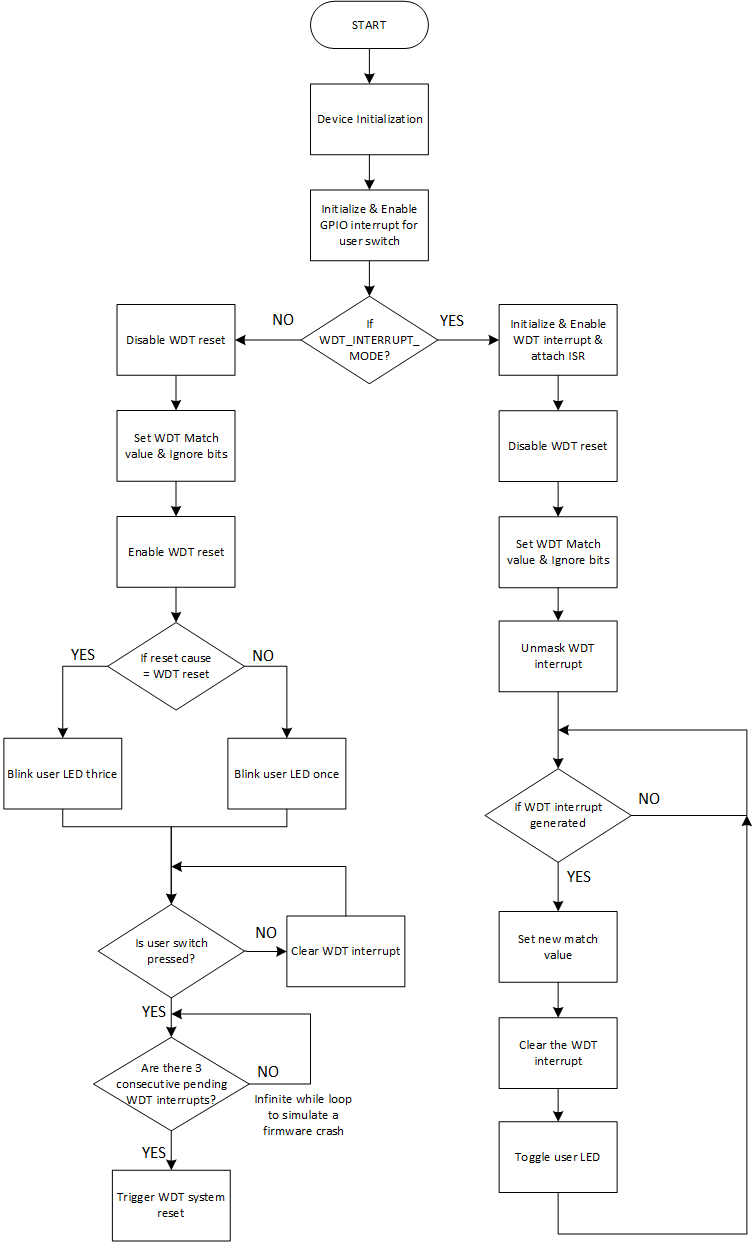 START
Device Initialization
Initialize & Enable
GPIO interrupt for
user switch
If
WDT_INTERRUPT_
MODE?
NO
YES
Disable WDT reset
Set WDT Match
value & Ignore bits
Enable WDT reset
If reset cause
= WDT reset
YES
NO
Blink user LED thrice
Blink user LED once
Is user switch
pressed?
NO
Clear WDT interrupt
YES
Are there 3
consecutive pending
WDT interrupts?
NO
Infinite while loop
to simulate a
firmware crash
YES
Trigger WDT system
reset
Initialize & Enable
WDT interrupt &
attach ISR
Disable WDT reset
Set WDT Match
value & Ignore bits
Unmask WDT
interrupt
If WDT interrupt
generated
NO
YES
Set new match
value
Clear the WDT
interrupt
Toggle user LED